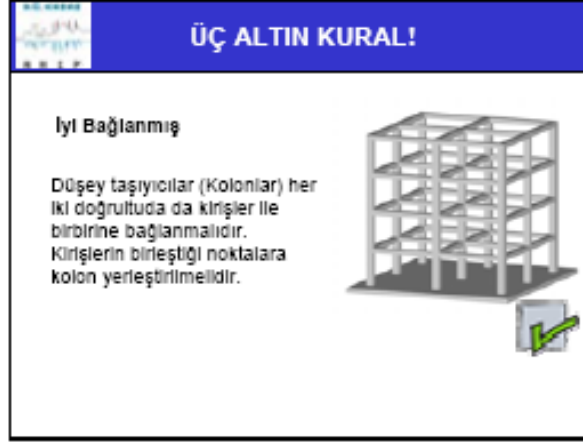 ÜÇ ALTIN KURAL!
İyi Bağlanmış
Düşey taşıyıcılar (Kolonlar) her
iki doğrultuda da kirişler ile
birbirine bağlanmalıdır.
Kirişlerin birleştiği noktalara
kolon yerleştirilmelidir.